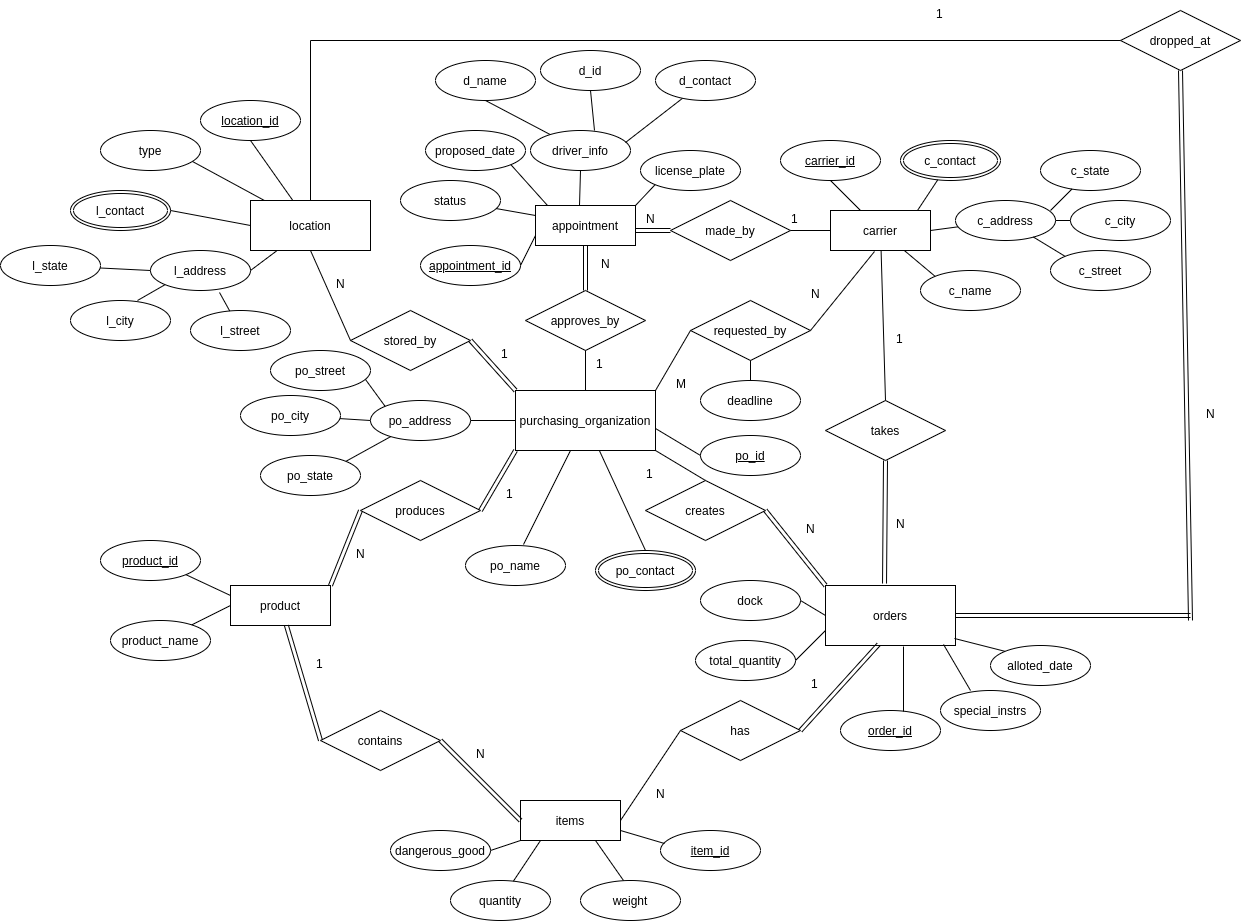 1
dropped_at
d_name
d_id
d_contact
location_id
type
proposed_date
driver_info
license_plate
carrier_id
c_contact
c_state
l_contact
status
location
appointment
N
made_by
1
carrier
c_address
c_city
l_state
l_address
appointment_id
N
c_street
N
N
c_name
l_city
l_street
stored_by
approves_by
requested_by
1
1
1
po_street
M
deadline
po_city
po_address
purchasing_organization
N
takes
po_state
po_id
1
1
produces
creates
N
N
N
product_id
po_name
po_contact
product
dock
orders
product_name
1
total_quantity
alloted_date
1
special_instrs
order_id
contains
has
N
N
items
dangerous_good
item_id
quantity
weight